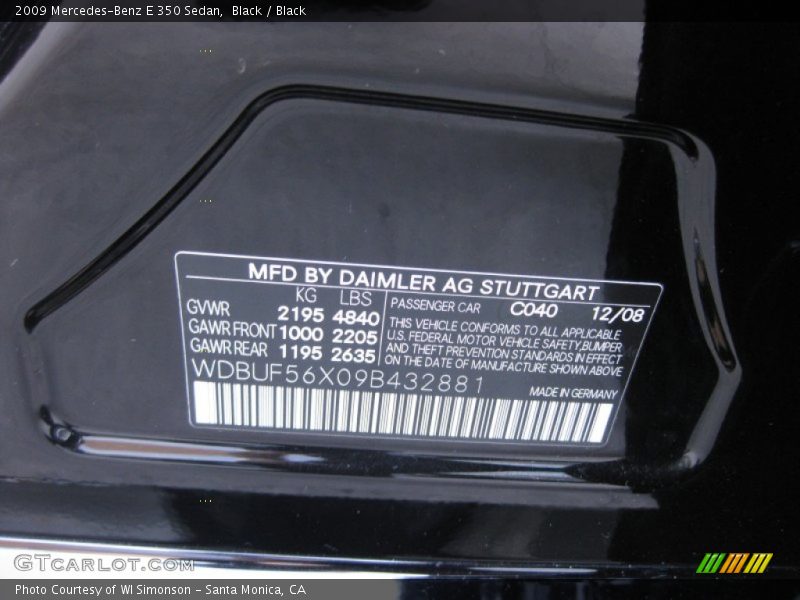 2009 Mercedes-Benz E 350 Sedan, Black / Black
MFD BY DAIMLER AG STUTTGART
KG LBS
GVWR 2195 4840
GAWR FRONT 1000 2205
GAWR REAR 1195 2635
PASSENGER CAR C040 12/08
THIS VEHICLE CONFORMS TO ALL APPLICABLE
U.S. FEDERAL MOTOR VEHICLE SAFETY,BUMPER
AND THEFT PREVENTION STANDARDS IN EFFECT
ON THE DATE OF MANUFACTURE SHOWN ABOVE
WDBUF56X09B432881
MADE IN GERMANY
GTCARLOT.COM
Photo Courtesy of WI Simonson - Santa Monica, CA